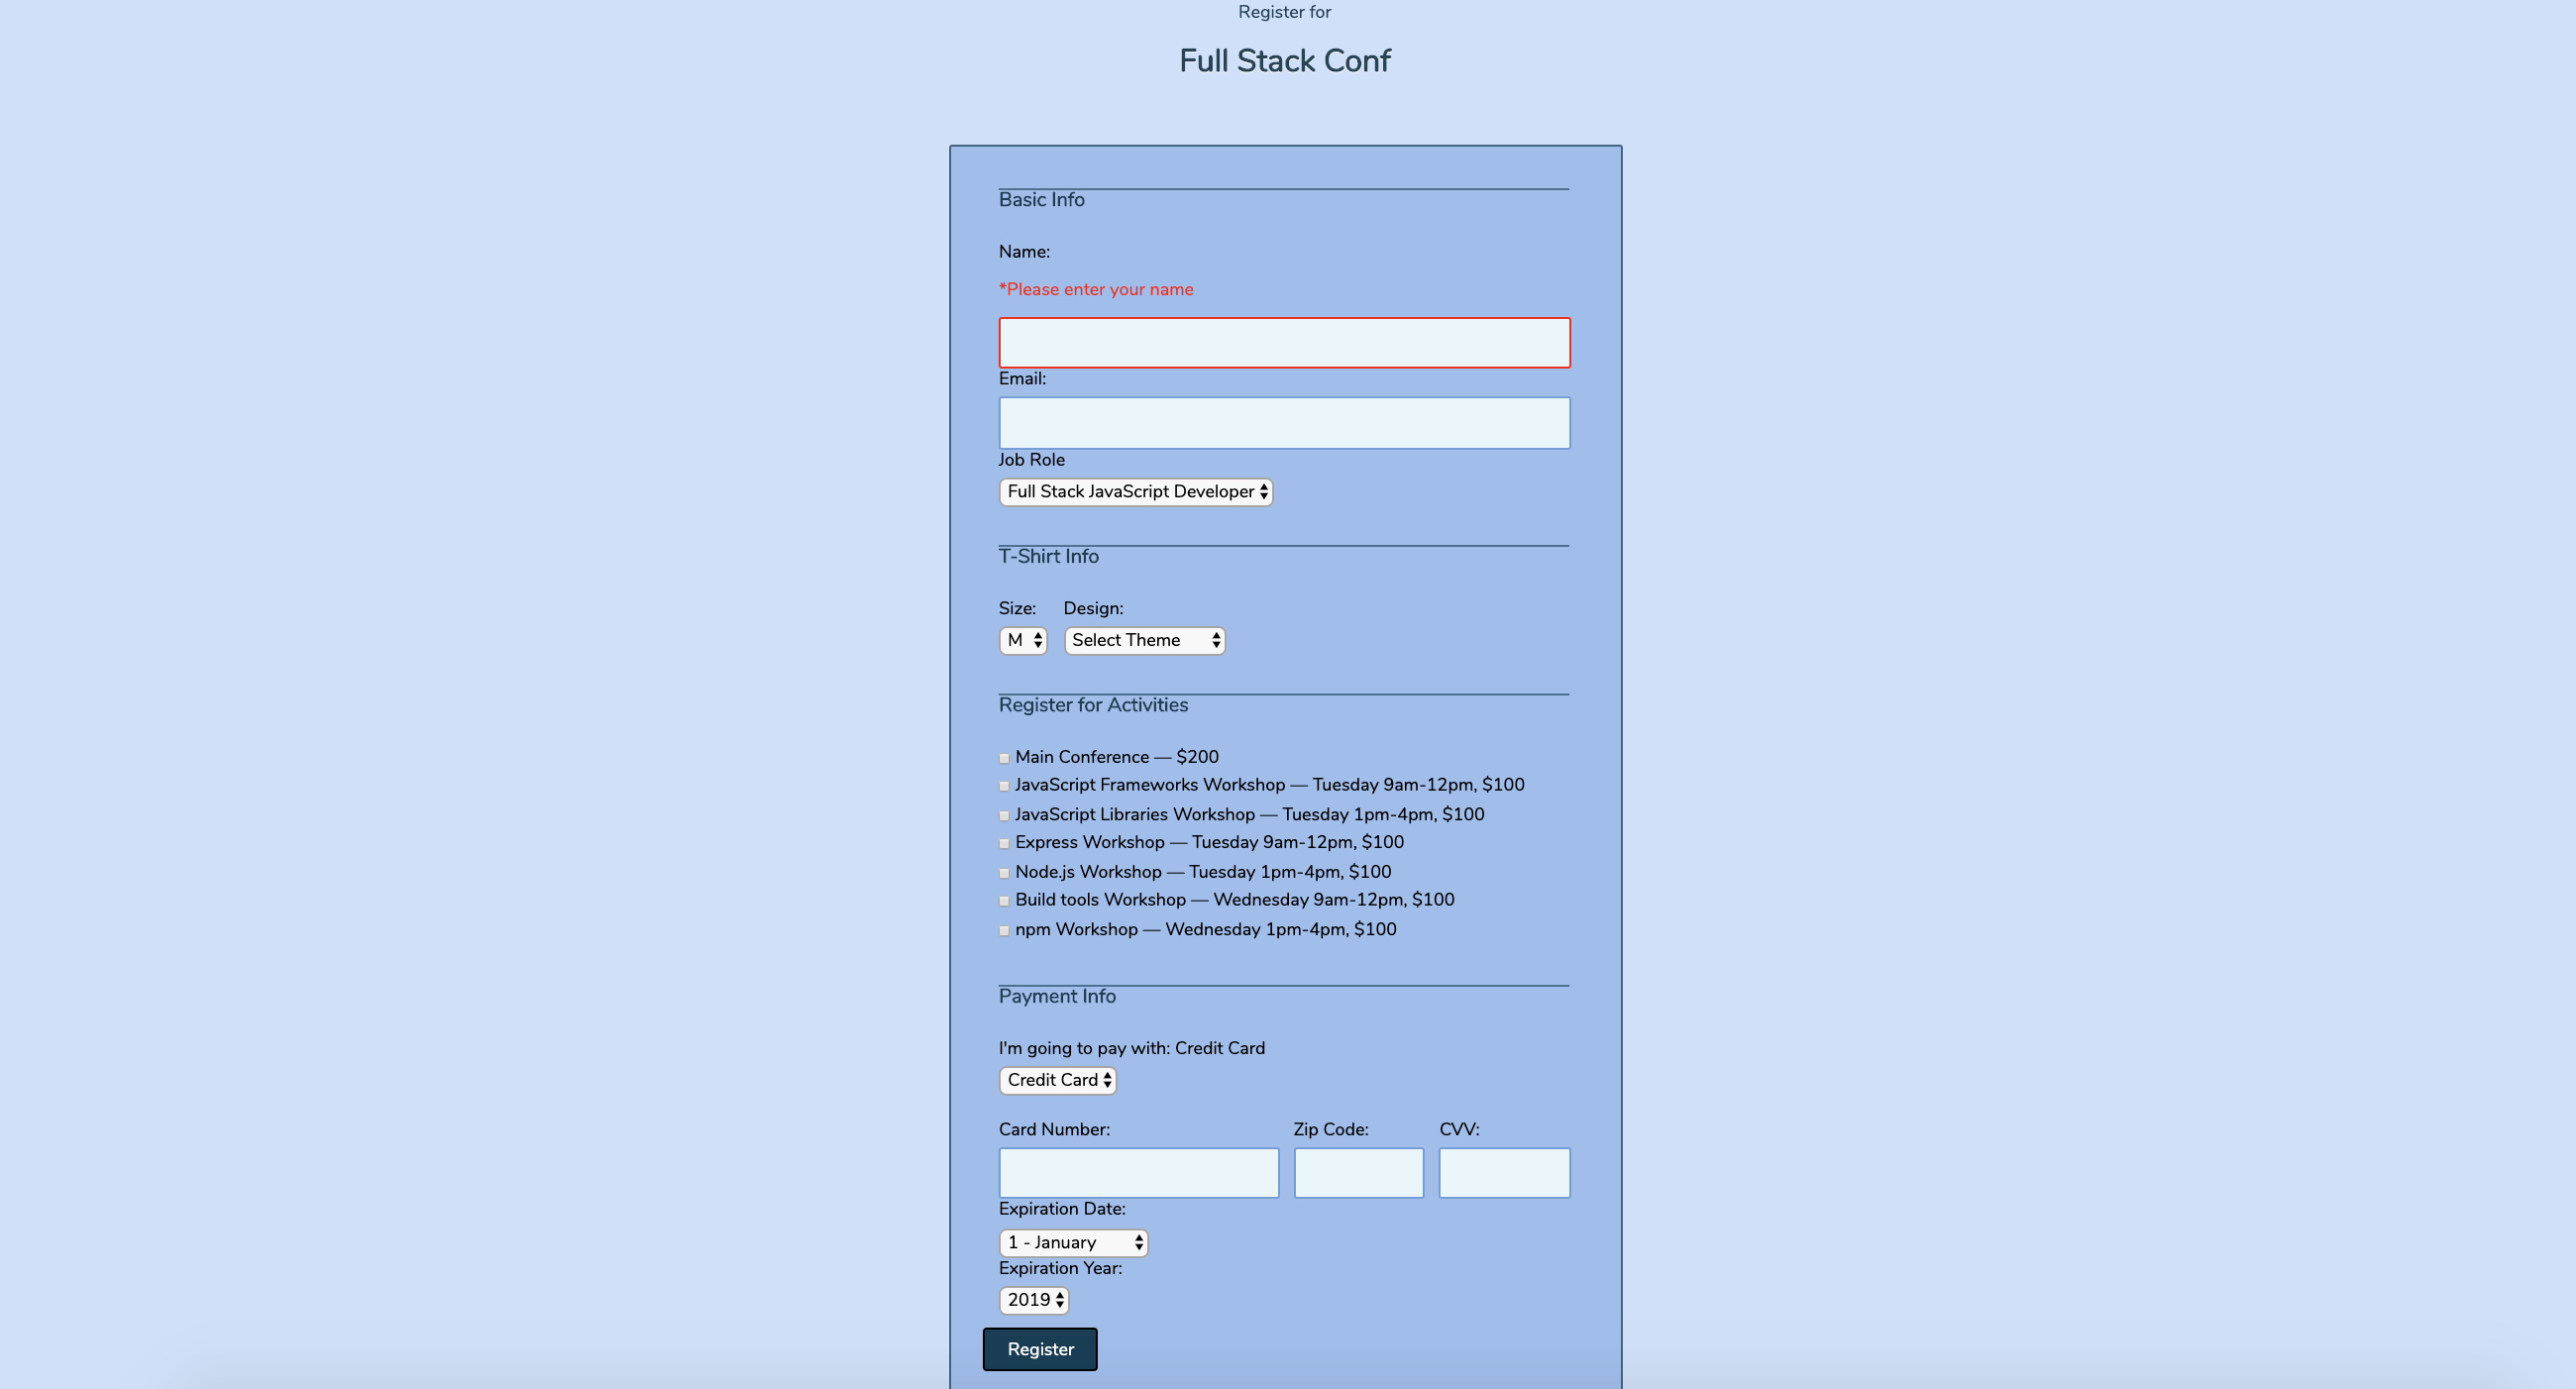 Register for
Full Stack Conf
Basic Info
Name:
*Please enter your name
Email:
Job Role
Full Stack JavaScript Developer
T-Shirt Info
Size: Design:
M Select Theme
Register for Activities
Main Conference — $200
JavaScript Frameworks Workshop — Tuesday 9am-12pm, $100
JavaScript Libraries Workshop — Tuesday 1pm-4pm, $100
Express Workshop — Tuesday 9am-12pm, $100
Node.js Workshop — Tuesday 1pm-4pm, $100
Build tools Workshop — Wednesday 9am-12pm, $100
npm Workshop — Wednesday 1pm-4pm, $100
Payment Info
I'm going to pay with: Credit Card
Credit Card
Card Number: Zip Code: CVV:
Expiration Date:
1 - January
Expiration Year:
2019
Register